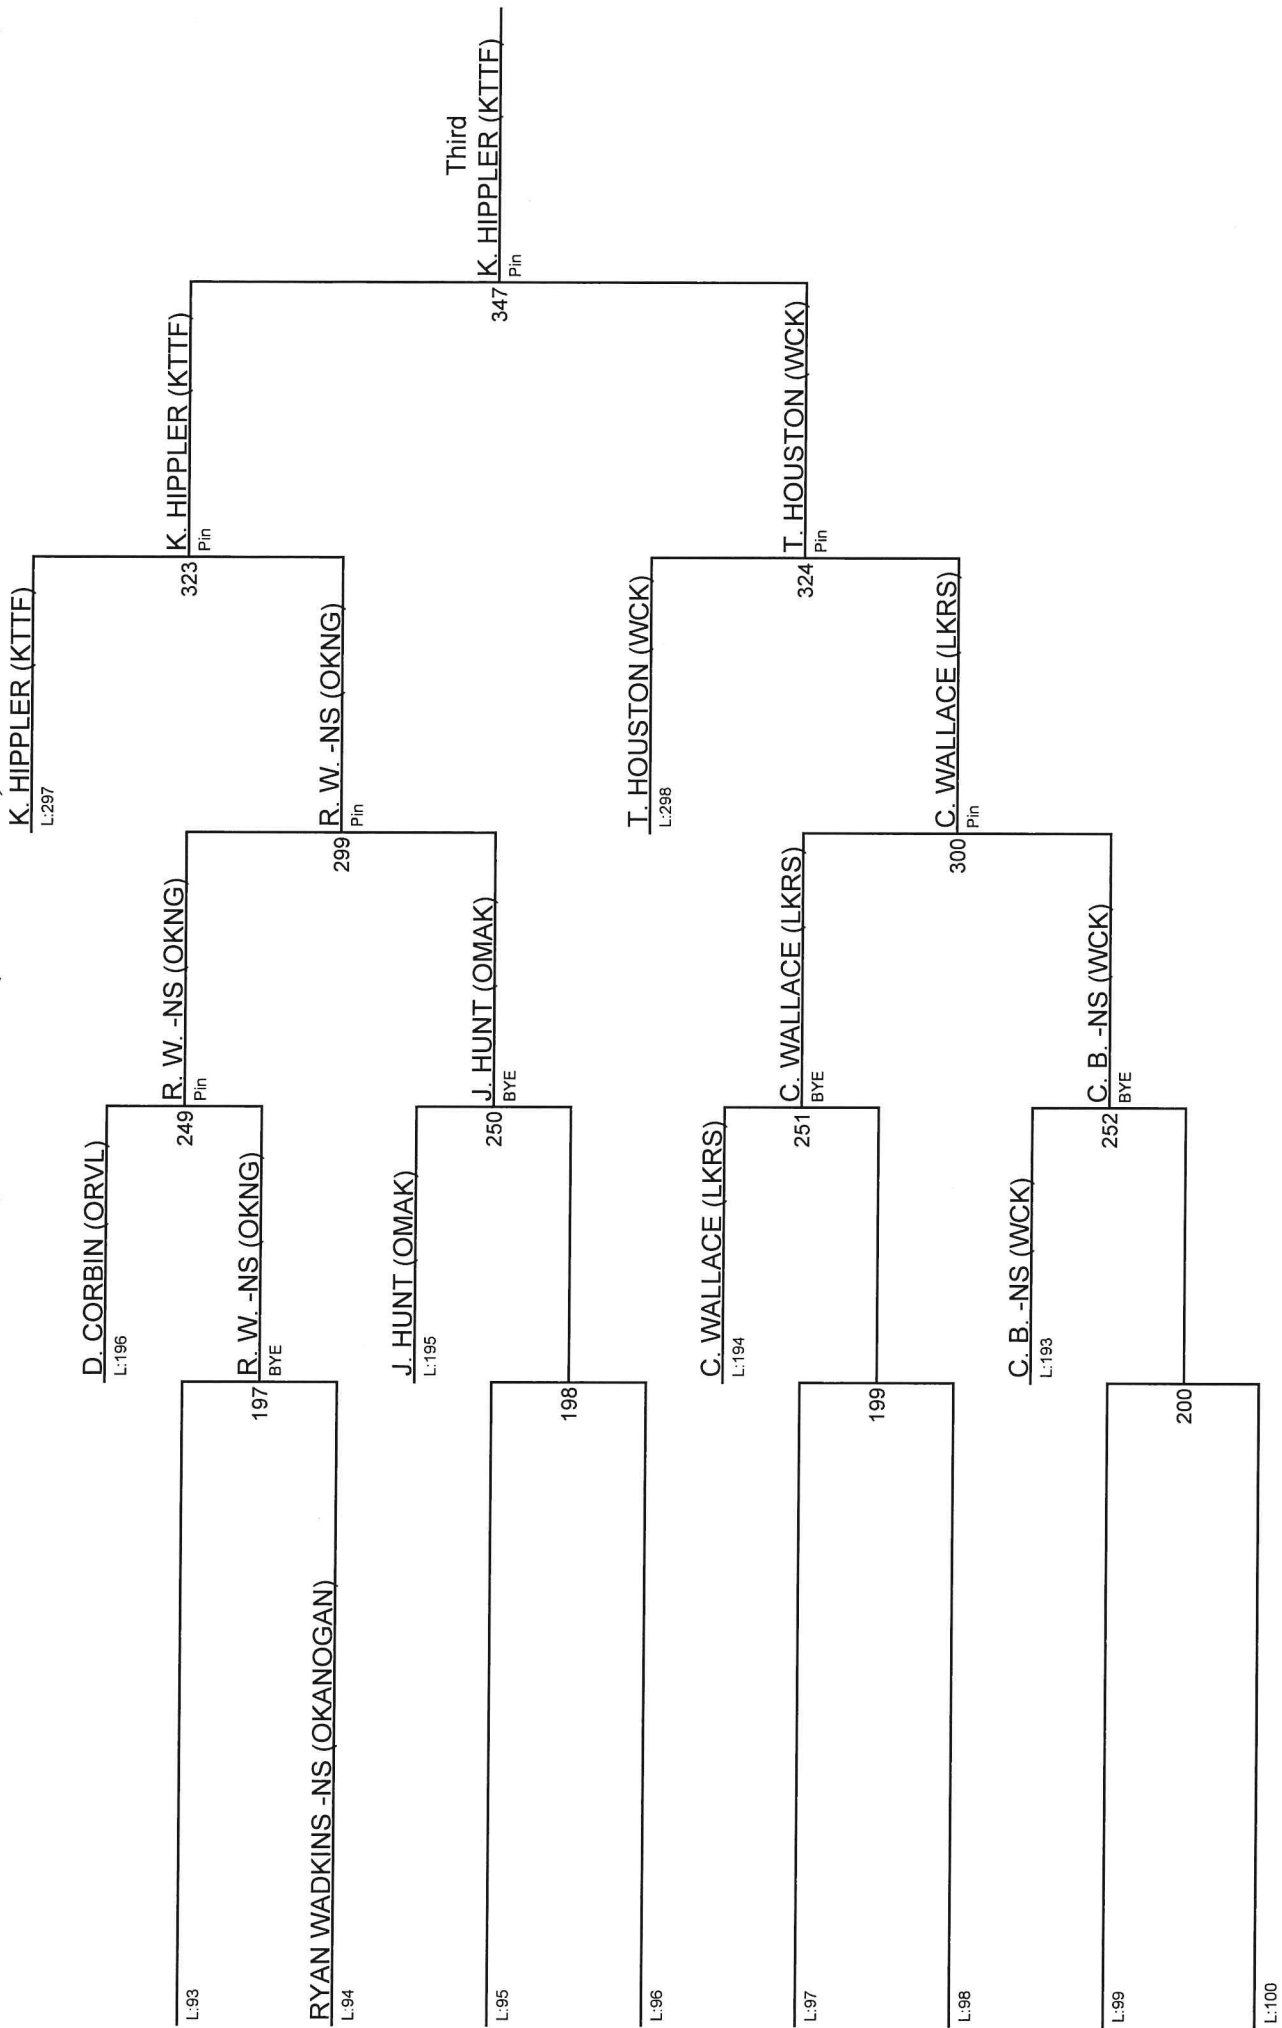 L:93
RYAN WADKINS -NS (OKANOGAN)
L:94
L:95
L:96
L:97
L:98
L:99
L:100
D. CORBIN (ORVL)
L:196
197
R. W. -NS (OKNG)
BYE
J. HUNT (OMAK)
L:195
198
C. WALLACE (LKRS)
L:194
199
C. B. -NS (WCK)
L:193
200
249
R. W. -NS (OKNG)
Pin
250
J. HUNT (OMAK)
BYE
251
C. WALLACE (LKRS)
BYE
252
C. B. -NS (WCK)
BYE
K. HIPPLER (KTTF)
L:297
299
R. W. -NS (OKNG)
Pin
T. HOUSTON (WCK)
L:298
300
C. WALLACE (LKRS)
Pin
323
K. HIPPLER (KTTF)
Pin
324
T. HOUSTON (WCK)
Pin
Third
347
K. HIPPLER (KTTF)
Pin